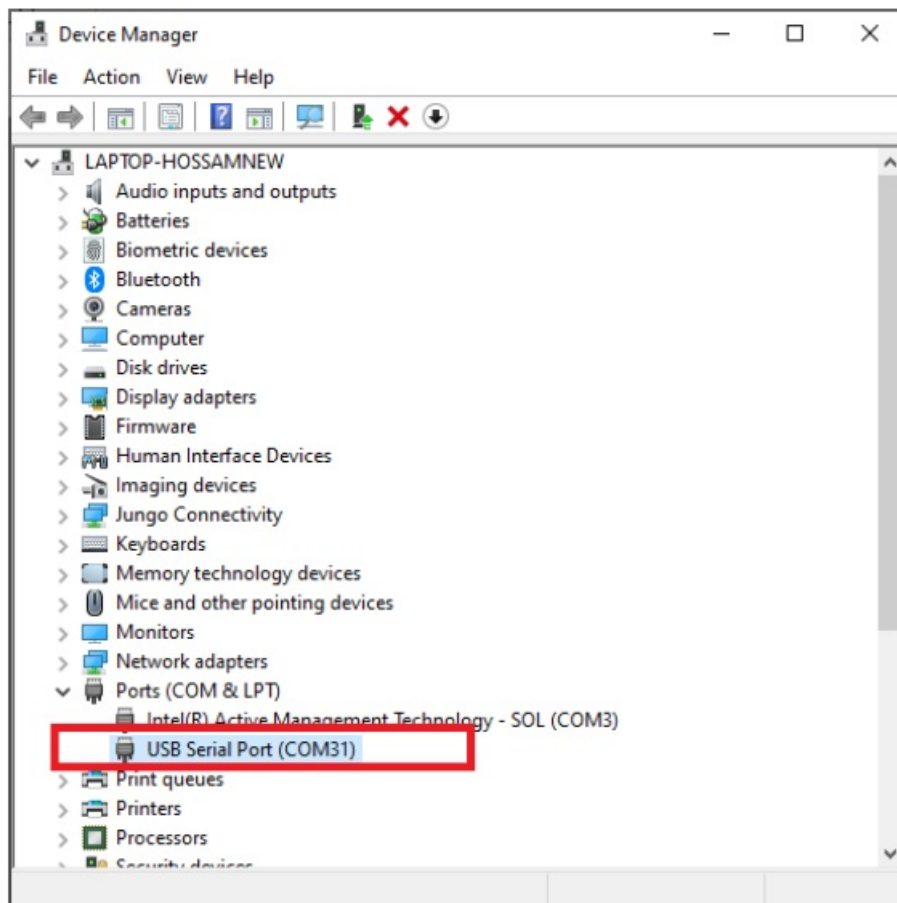 Device Manager
File Action View Help
LAPTOP-HOSSAMNEW
Audio inputs and outputs
Batteries
Biometric devices
Bluetooth
Cameras
Computer
Disk drives
Display adapters
Firmware
Human Interface Devices
Imaging devices
Jungo Connectivity
Keyboards
Memory technology devices
Mice and other pointing devices
Monitors
Network adapters
Ports (COM & LPT)
Intel(R) Active Management Technology - SOL (COM3)
USB Serial Port (COM31)
Print queues
Printers
Processors
Security devices